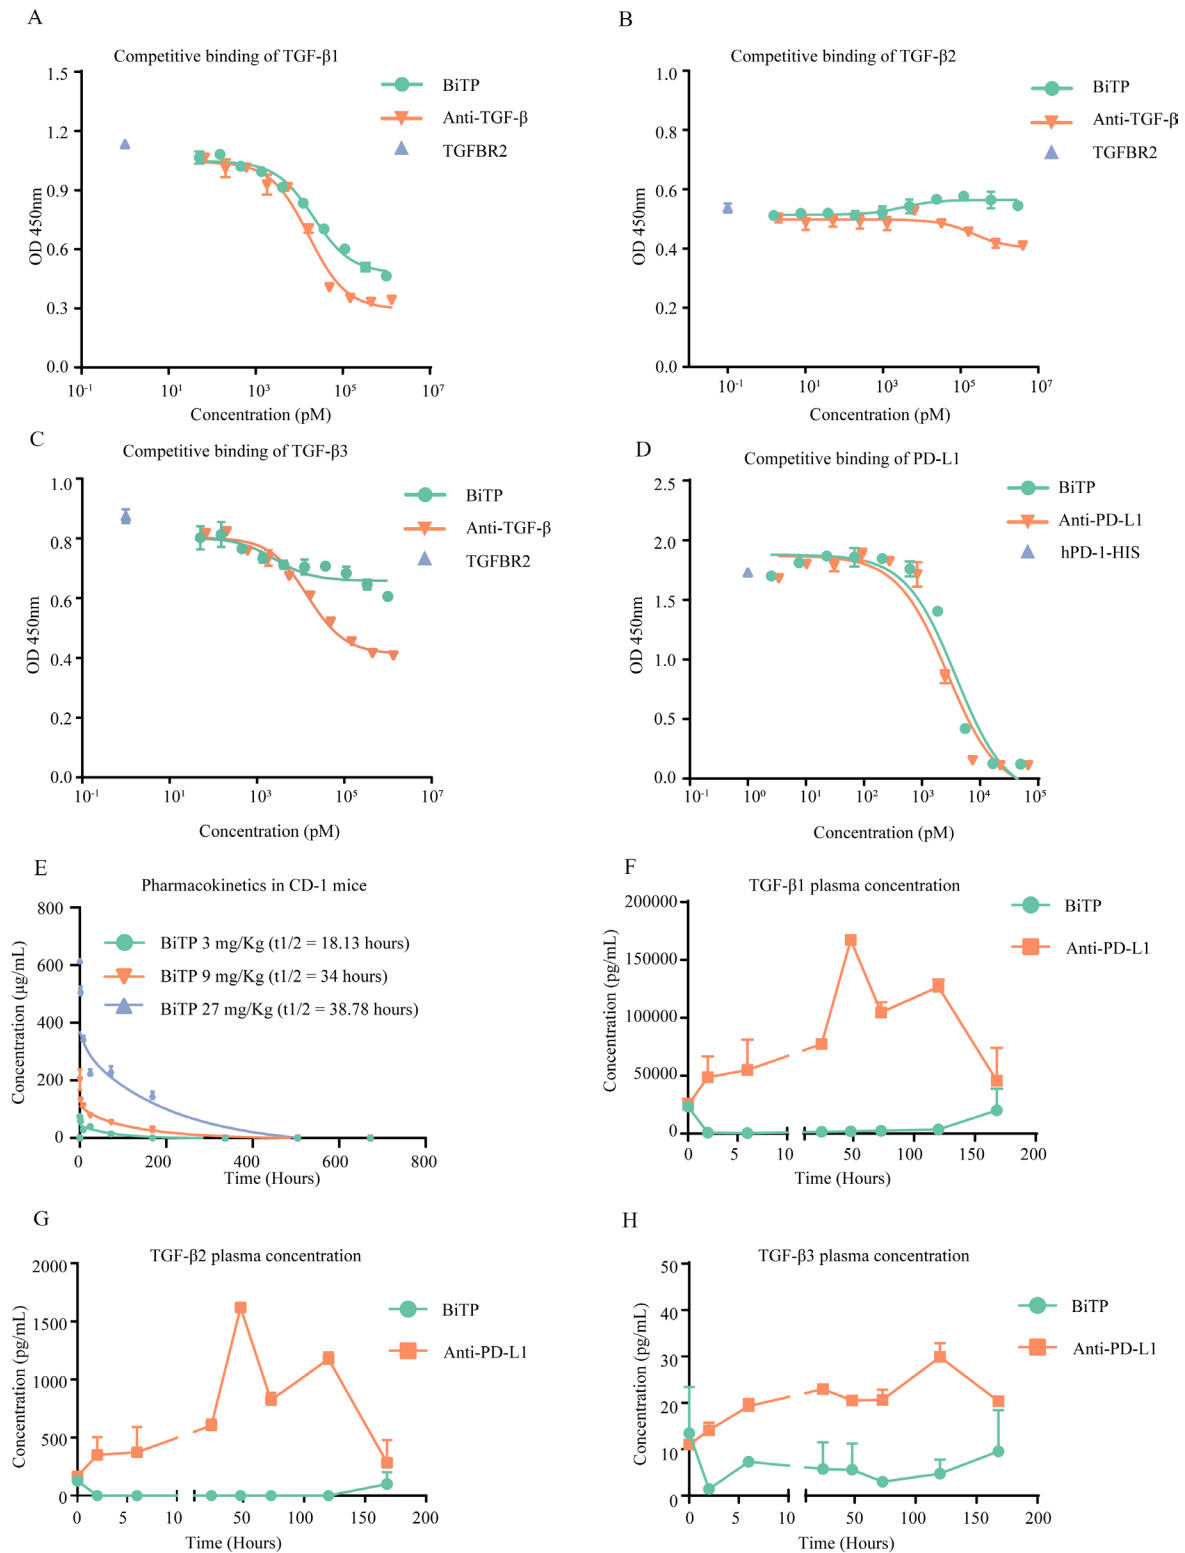 A
Competitive binding of TGF-β1
1.5
1.2
0.9
0.6
0.3
0.0
OD 450nm
10⁻¹ 10¹ 10³ 10⁵ 10⁷
Concentration (pM)
BiTP
Anti-TGF-β
TGFBR2
B
Competitive binding of TGF-β2
1.0
0.8
0.6
0.4
0.2
0.0
OD 450nm
10⁻¹ 10¹ 10³ 10⁵ 10⁷
Concentration (pM)
BiTP
Anti-TGF-β
TGFBR2
C
Competitive binding of TGF-β3
1.0
0.8
0.6
0.4
0.2
0.0
OD 450nm
10⁻¹ 10¹ 10³ 10⁵ 10⁷
Concentration (pM)
BiTP
Anti-TGF-β
TGFBR2
D
Competitive binding of PD-L1
2.5
2.0
1.5
1.0
0.5
0.0
OD 450nm
10⁻¹ 10⁰ 10¹ 10² 10³ 10⁴ 10⁵
Concentration (pM)
BiTP
Anti-PD-L1
hPD-1-HIS
E
Pharmacokinetics in CD-1 mice
800
600
400
200
0
Concentration (μg/mL)
BiTP 3 mg/Kg (t1/2 = 18.13 hours)
BiTP 9 mg/Kg (t1/2 = 34 hours)
BiTP 27 mg/Kg (t1/2 = 38.78 hours)
0 200 400 600 800
Time (Hours)
F
TGF-β1 plasma concentration
200000
150000
100000
50000
0
Concentration (pg/mL)
0 5 10 50 100 150 200
Time (Hours)
BiTP
Anti-PD-L1
G
TGF-β2 plasma concentration
2000
1500
1000
500
0
Concentration (pg/mL)
0 5 10 50 100 150 200
Time (Hours)
BiTP
Anti-PD-L1
H
TGF-β3 plasma concentration
50
40
30
20
10
0
Concentration (pg/mL)
0 5 10 50 100 150 200
Time (Hours)
BiTP
Anti-PD-L1